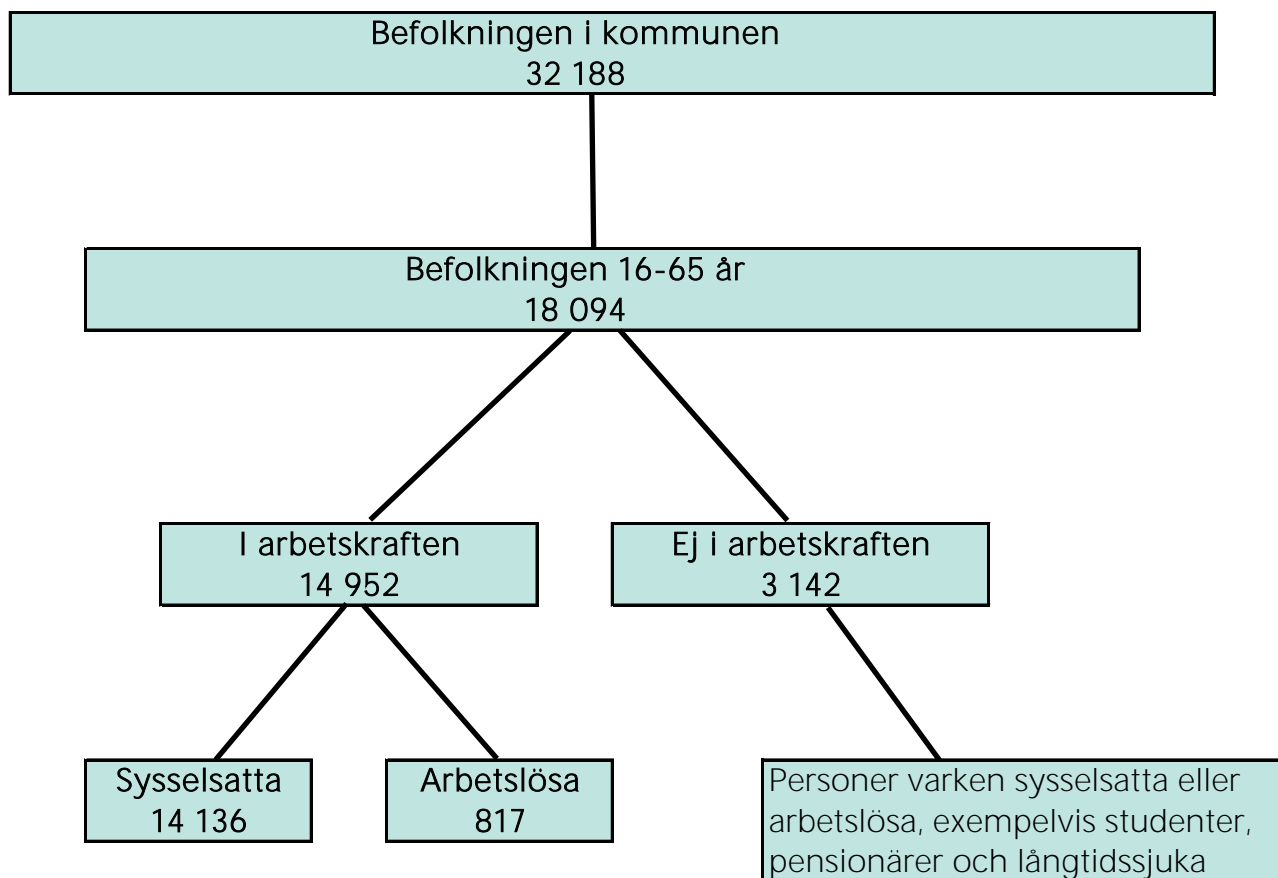 Befolkningen i kommunen
32 188
Befolkningen 16-65 år
18 094
I arbetskraften
14 952
Ej i arbetskraften
3 142
Sysselsatta
14 136
Arbetslösa
817
Personer varken sysselsatta eller
arbetslösa, exempelvis studenter,
pensionärer och långtidssjuka